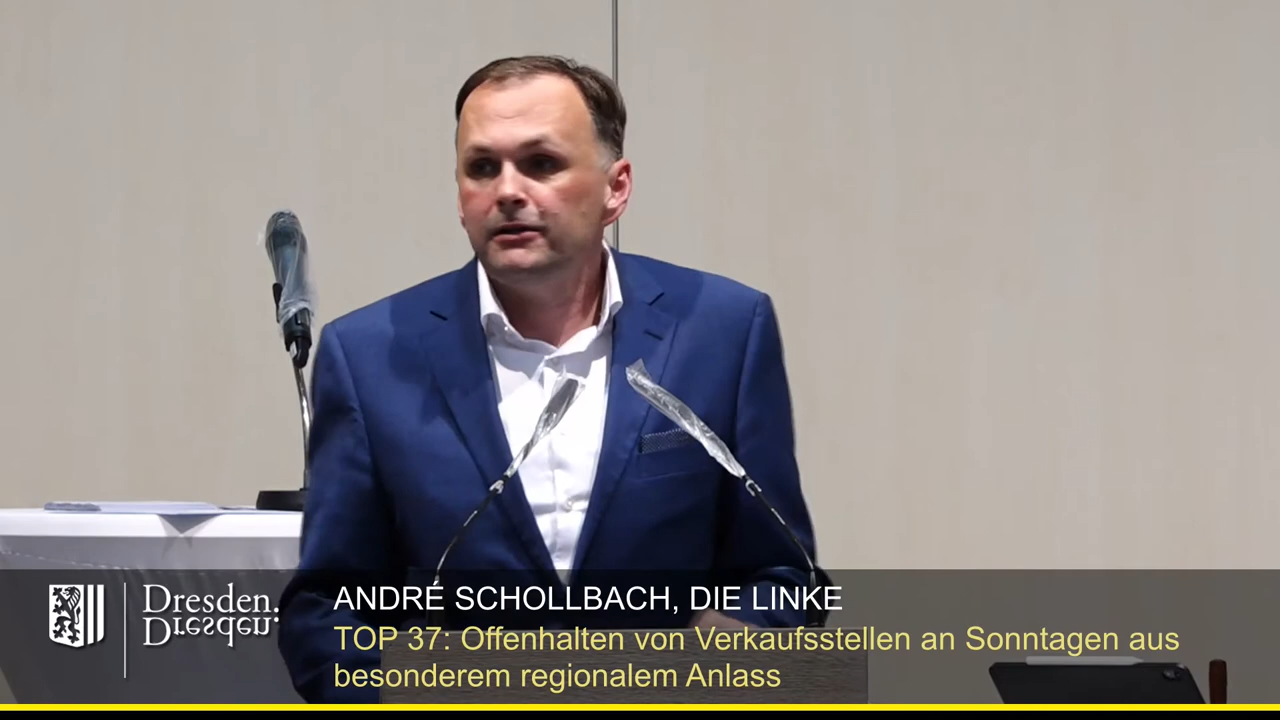 Dresden.
Dresden.
ANDRÉ SCHOLLBACH, DIE LINKE
TOP 37: Offenhalten von Verkaufsstellen an Sonntagen aus
besonderem regionalem Anlass